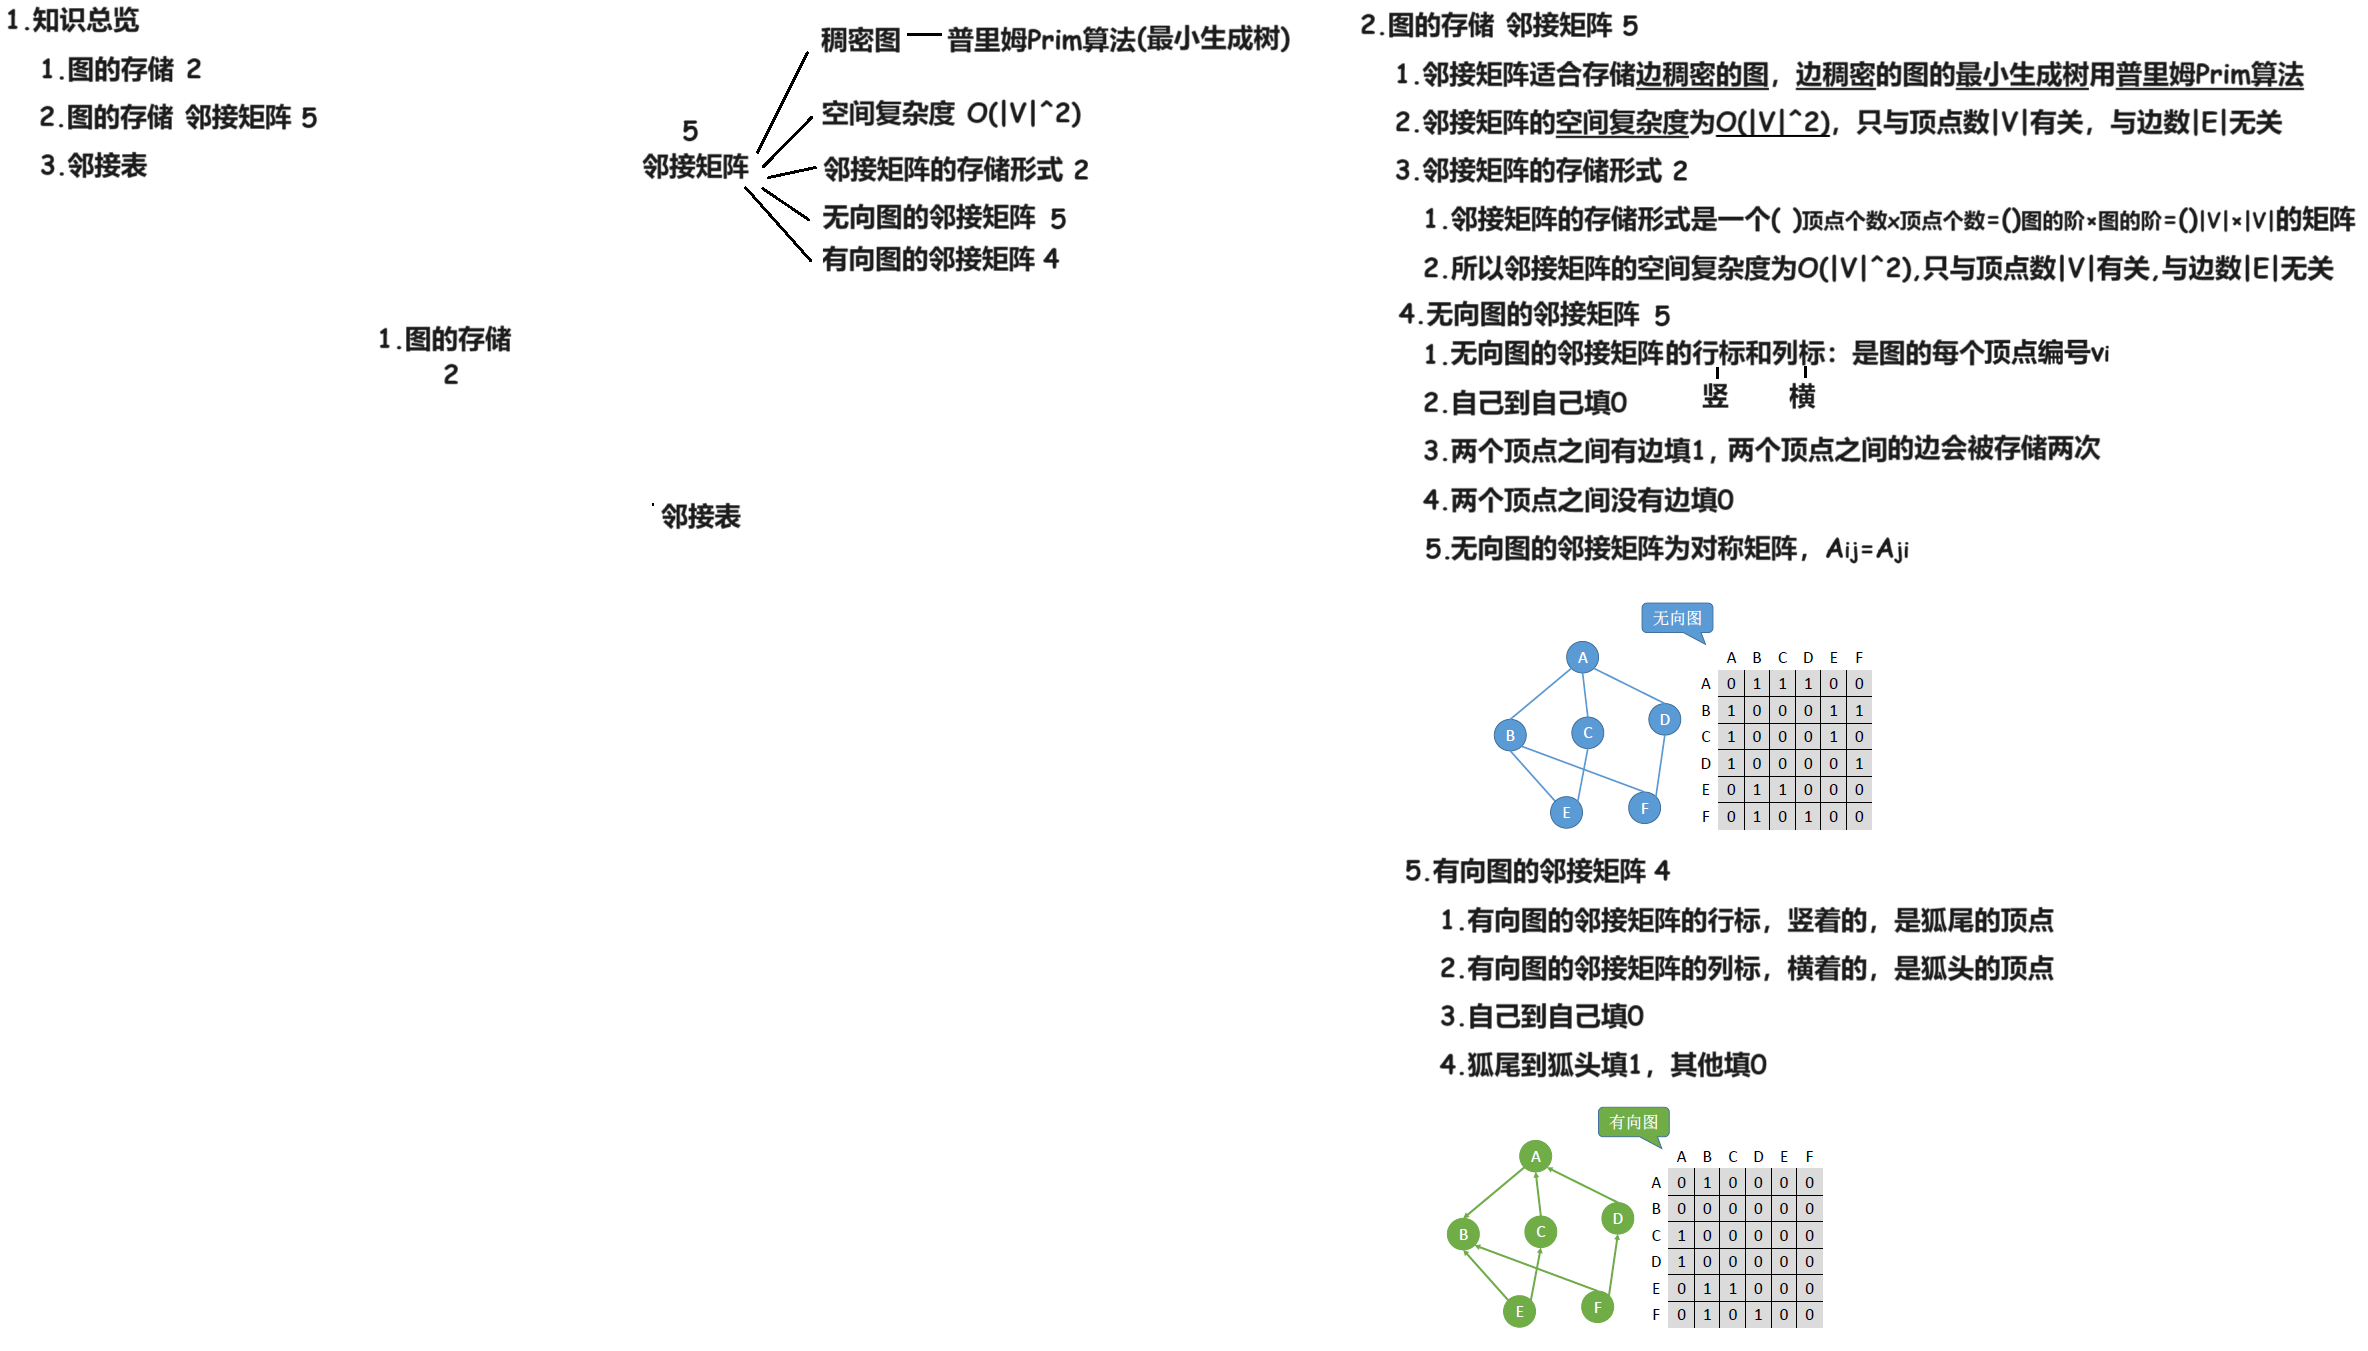 1.知识总览
1.图的存储 2
2.图的存储 邻接矩阵 5
3.邻接表
5
邻接矩阵
稠密图 普里姆Prim算法(最小生成树)
空间复杂度 O(|V|^2)
邻接矩阵的存储形式 2
无向图的邻接矩阵 5
有向图的邻接矩阵 4
1.图的存储
2
邻接表
2.图的存储 邻接矩阵 5
1.邻接矩阵适合存储边稠密的图，边稠密的图的最小生成树用普里姆Prim算法
2.邻接矩阵的空间复杂度为O(|V|^2)，只与顶点数|V|有关，与边数|E|无关
3.邻接矩阵的存储形式 2
1.邻接矩阵的存储形式是一个( )顶点个数×顶点个数=()图的阶×图的阶=()|V|×|V|的矩阵
2.所以邻接矩阵的空间复杂度为O(|V|^2),只与顶点数|V|有关,与边数|E|无关
4.无向图的邻接矩阵 5
1.无向图的邻接矩阵的行标和列标：是图的每个顶点编号vi
竖 横
2.自己到自己填0
3.两个顶点之间有边填1，两个顶点之间的边会被存储两次
4.两个顶点之间没有边填0
5.无向图的邻接矩阵为对称矩阵，Aij=Aji
无向图
A
B
C
D
E
F
A B C D E F
A 0 1 1 1 0 0
B 1 0 0 0 1 1
C 1 0 0 0 1 0
D 1 0 0 0 0 1
E 0 1 1 0 0 0
F 0 1 0 1 0 0
5.有向图的邻接矩阵 4
1.有向图的邻接矩阵的行标，竖着的，是狐尾的顶点
2.有向图的邻接矩阵的列标，横着的，是狐头的顶点
3.自己到自己填0
4.狐尾到狐头填1，其他填0
有向图
A
B
C
D
E
F
A B C D E F
A 0 1 0 0 0 0
B 0 0 0 0 0 0
C 1 0 0 0 0 0
D 1 0 0 0 0 0
E 0 1 1 0 0 0
F 0 1 0 1 0 0